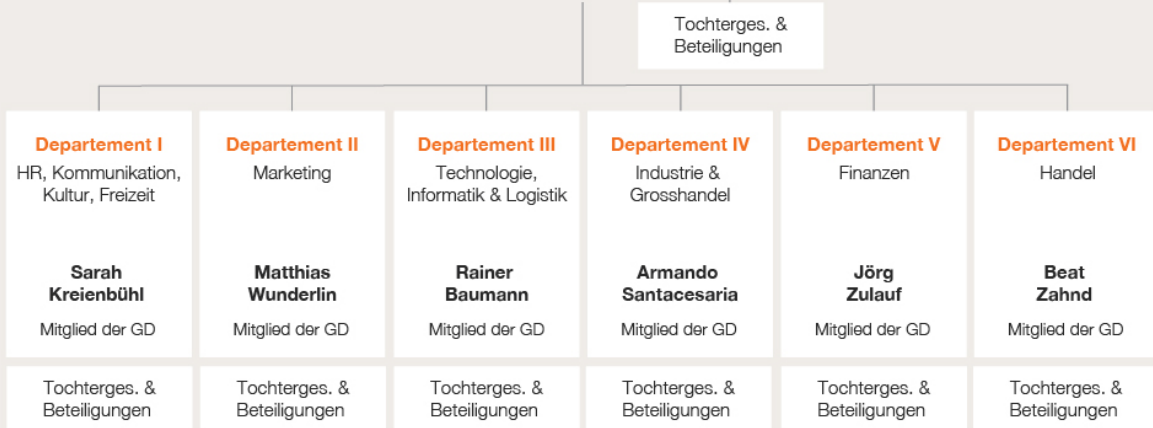 Tochterges. &
Beteiligungen
Departement I
HR, Kommunikation,
Kultur, Freizeit
Sarah
Kreienbühl
Mitglied der GD
Tochterges. &
Beteiligungen
Departement II
Marketing
Matthias
Wunderlin
Mitglied der GD
Tochterges. &
Beteiligungen
Departement III
Technologie,
Informatik & Logistik
Rainer
Baumann
Mitglied der GD
Tochterges. &
Beteiligungen
Departement IV
Industrie &
Grosshandel
Armando
Santacesaria
Mitglied der GD
Tochterges. &
Beteiligungen
Departement V
Finanzen
Jörg
Zulauf
Mitglied der GD
Tochterges. &
Beteiligungen
Departement VI
Handel
Beat
Zahnd
Mitglied der GD
Tochterges. &
Beteiligungen